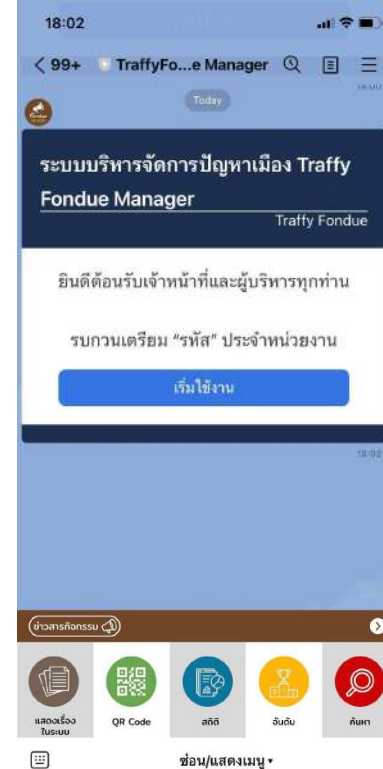 18:02
99+ TraffyFo...e Manager
Today
ระบบบริหารจัดการปัญหาเมือง Traffy
Fondue Manager
Traffy Fondue
ยินดีต้อนรับเจ้าหน้าที่และผู้บริหารทุกท่าน
รบกวนเตรียม “รหัส” ประจำหน่วยงาน
เริ่มใช้งาน
18:02
ข่าวสารกิจกรรม
แสดงเรื่อง
ในระบบ
QR Code
สถิติ
อันดับ
ค้นหา
ซ่อน/แสดงเมนู